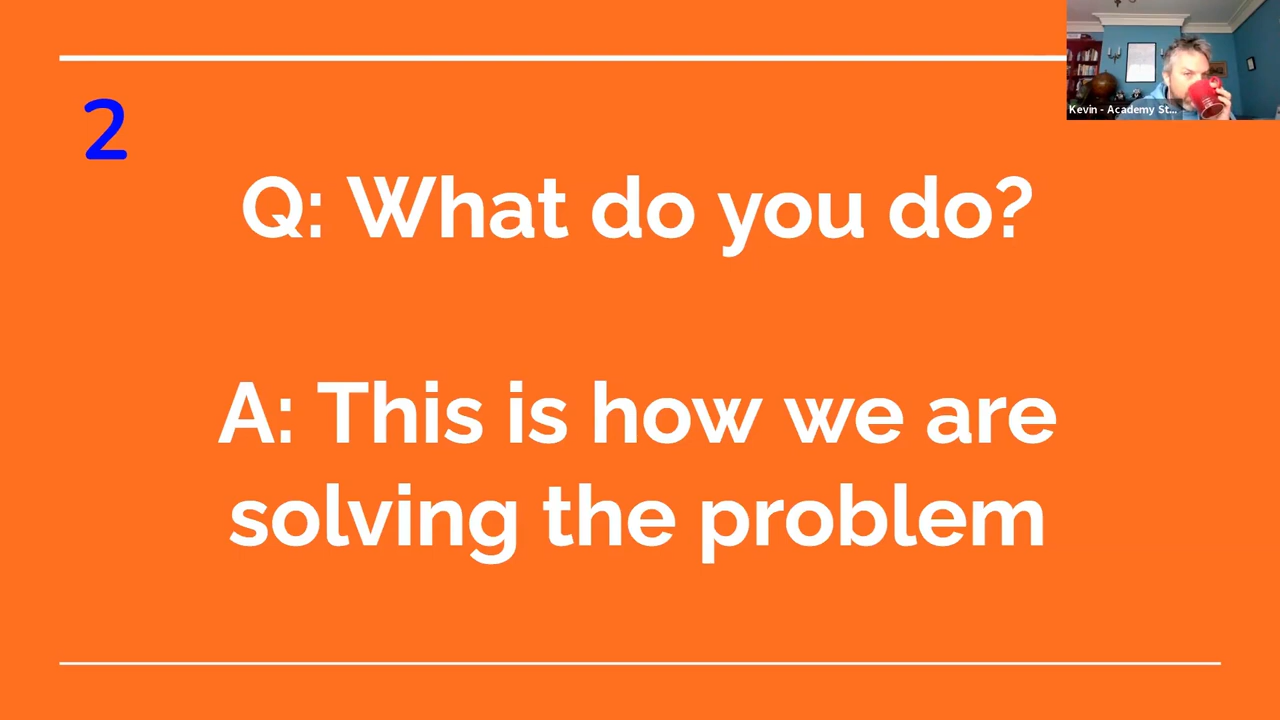 2
Q: What do you do?
A: This is how we are
solving the problem
Kevin - Academy St...